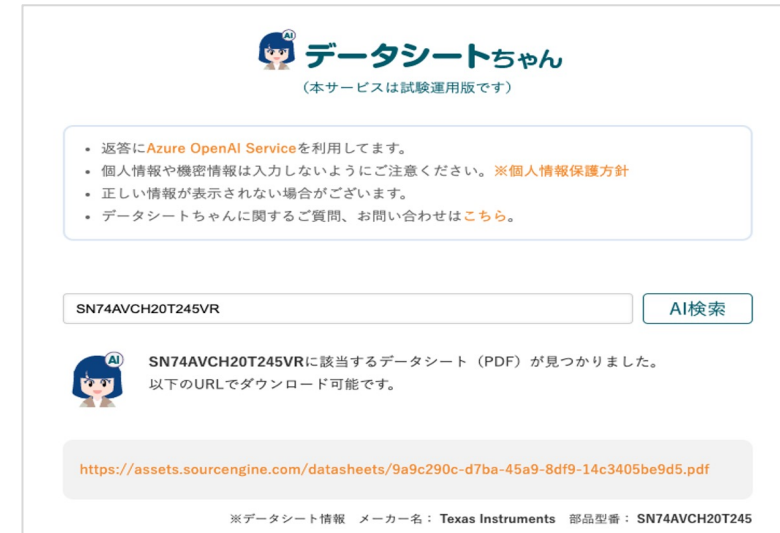 AI
データシートちゃん
（本サービスは試験運用版です）
• 返答にAzure OpenAI Serviceを利用してます。
• 個人情報や機密情報は入力しないようにご注意ください。※個人情報保護方針
• 正しい情報が表示されない場合がございます。
• データシートちゃんに関するご質問、お問い合わせはこちら。
SN74AVCH20T245VR AI検索
AI
SN74AVCH20T245VRに該当するデータシート（PDF）が見つかりました。
以下のURLでダウンロード可能です。
https://assets.sourcengine.com/datasheets/9a9c290c-d7ba-45a9-8df9-14c3405be9d5.pdf
※データシート情報　メーカー名： Texas Instruments　部品型番： SN74AVCH20T245